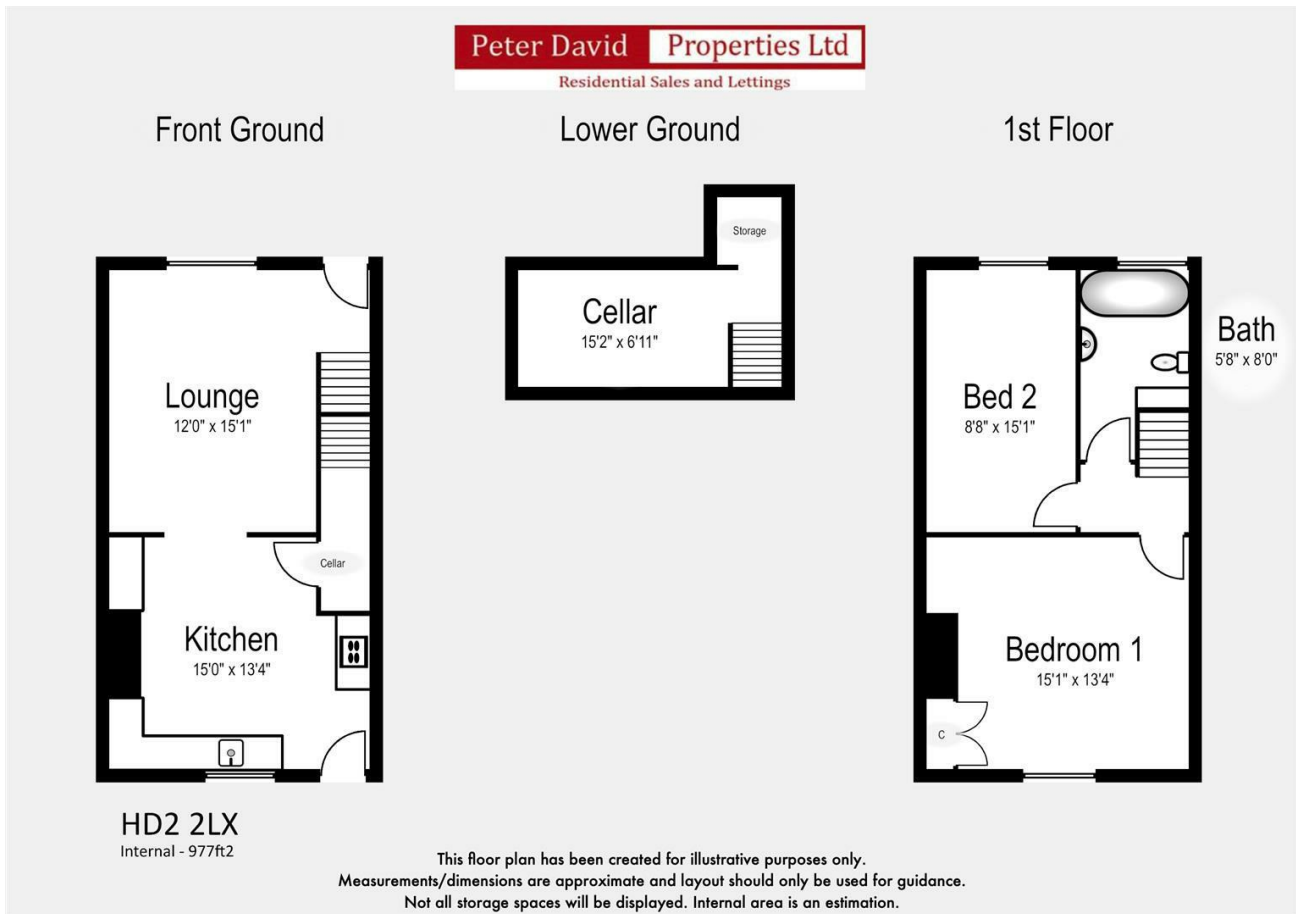 Peter David Properties Ltd
Residential Sales and Lettings
Front Ground
Lower Ground
1st Floor
Storage
Cellar
15'2" x 6'11"
Bath
5'8" x 8'0"
Lounge
12'0" x 15'1"
Bed 2
8'8" x 15'1"
Cellar
Kitchen
15'0" x 13'4"
Bedroom 1
15'1" x 13'4"
C
HD2 2LX
Internal - 977ft2
This floor plan has been created for illustrative purposes only.
Measurements/dimensions are approximate and layout should only be used for guidance.
Not all storage spaces will be displayed. Internal area is an estimation.